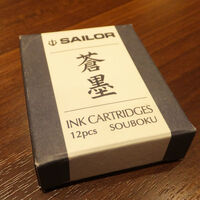 SAILOR
蒼墨
INK CARTRIDGES
12pcs SOUBOKU